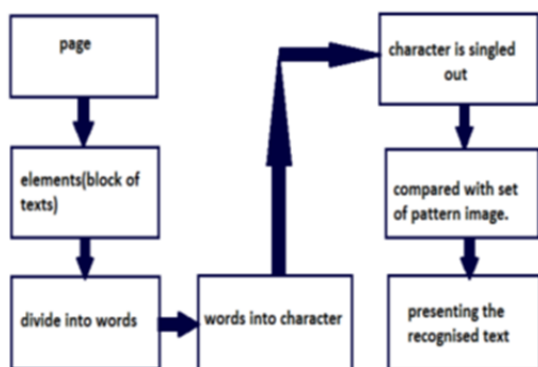 page
elements(block of
texts)
divide into words
words into character
character is singled
out
compared with set
of pattern image.
presenting the
recognised text